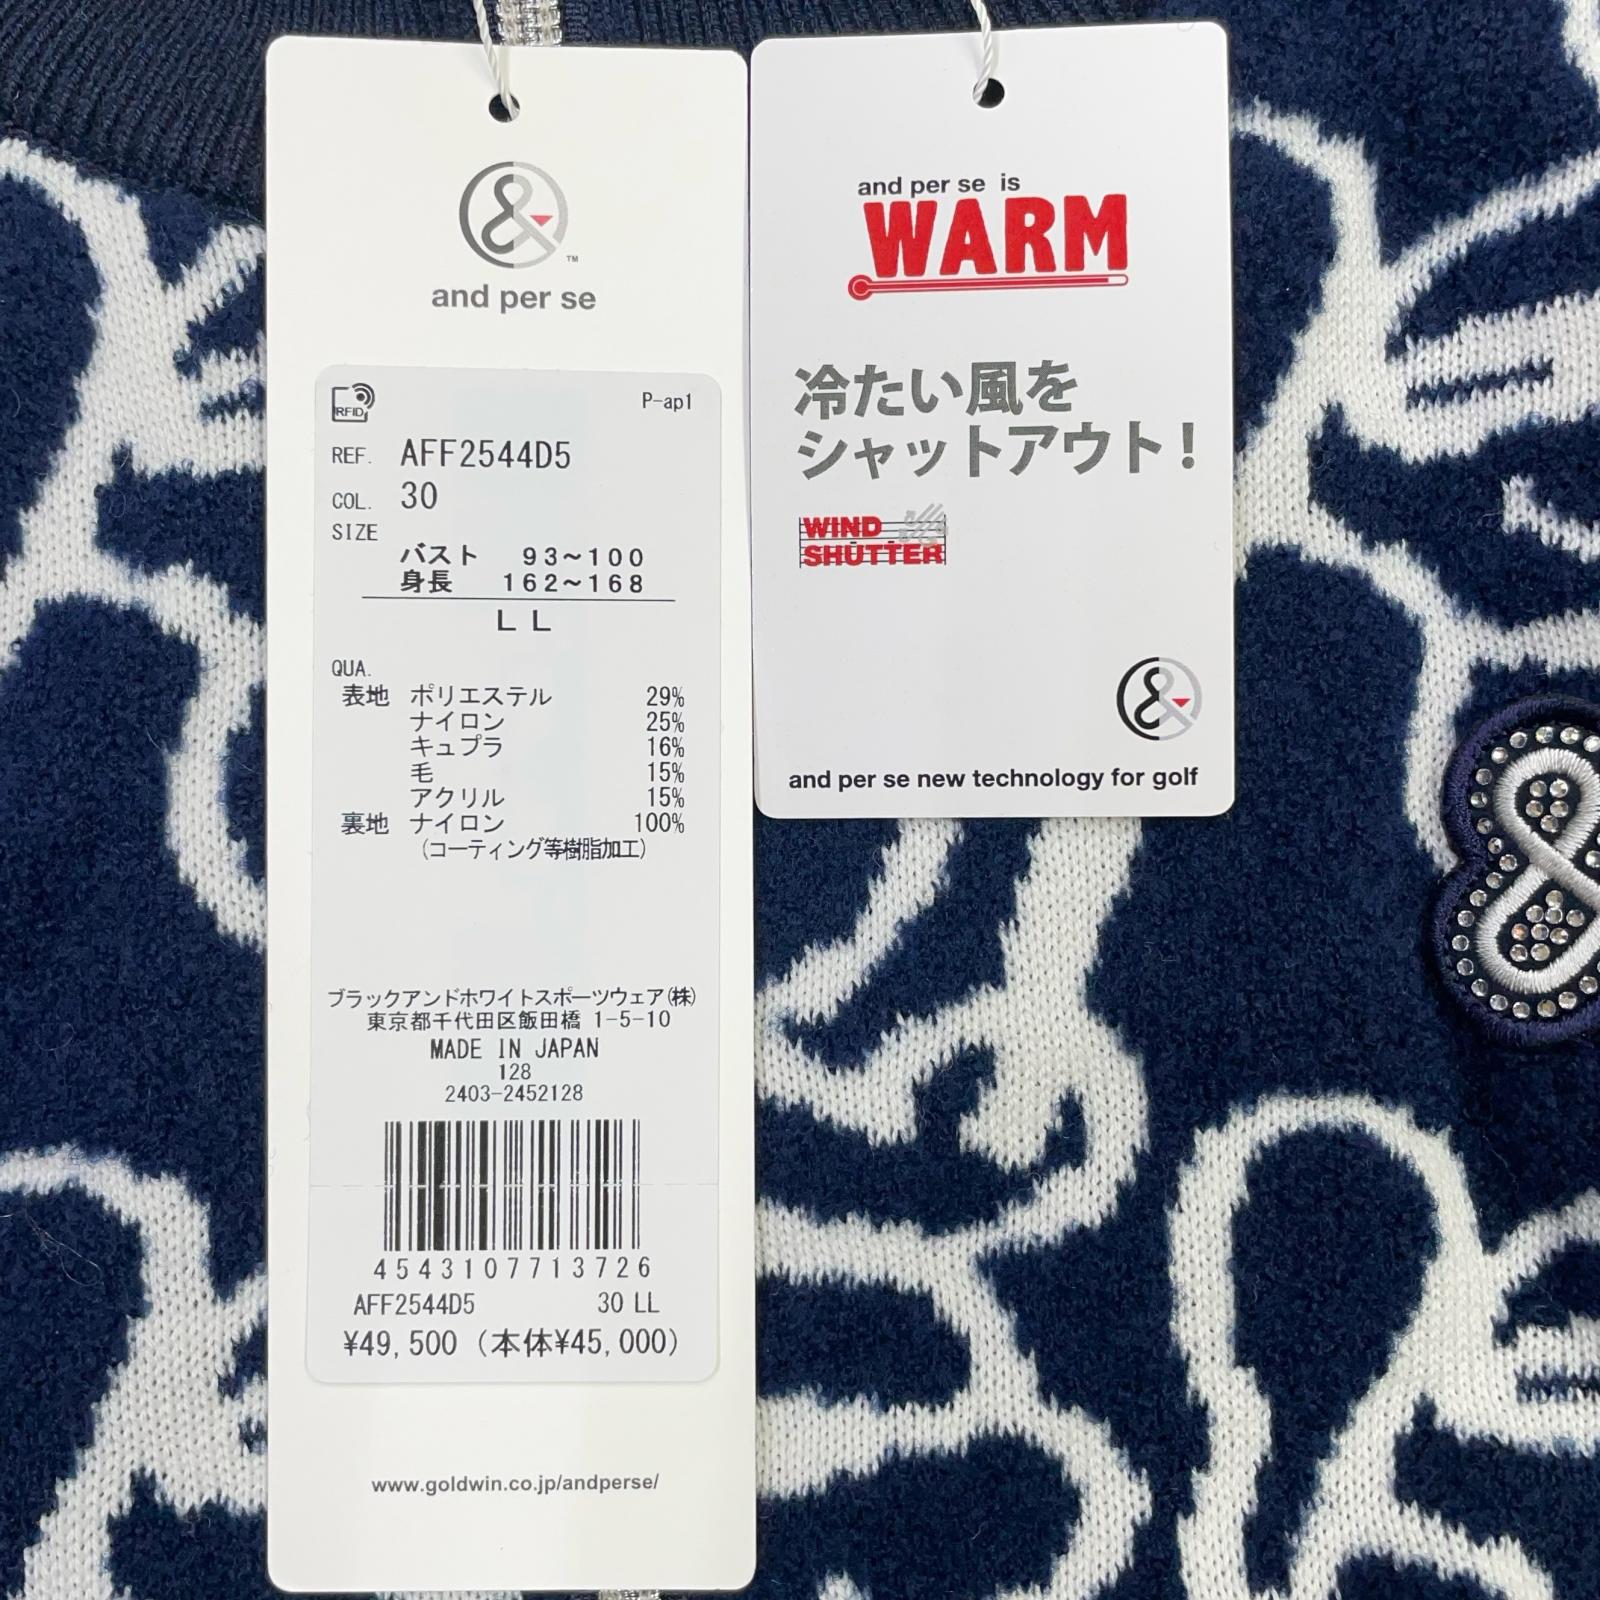 and per se
TM
RFID
P-ap1
REF. AFF2544D5
COL. 30
SIZE
バスト 93～100
身長 162～168
LL
QUA.
表地 ポリエステル 29%
ナイロン 25%
キュプラ 16%
毛 15%
アクリル 15%
裏地 ナイロン 100%
(コーティング等樹脂加工)
ブラックアンドホワイトスポーツウェア(株)
東京都千代田区飯田橋 1-5-10
MADE IN JAPAN
128
2403-2452128
4543107713726
AFF2544D5 30 LL
¥49,500 (本体¥45,000)
www.goldwin.co.jp/andperse/
and per se is
WARM
冷たい風を
シャットアウト!
WIND
SHUTTER
and per se new technology for golf